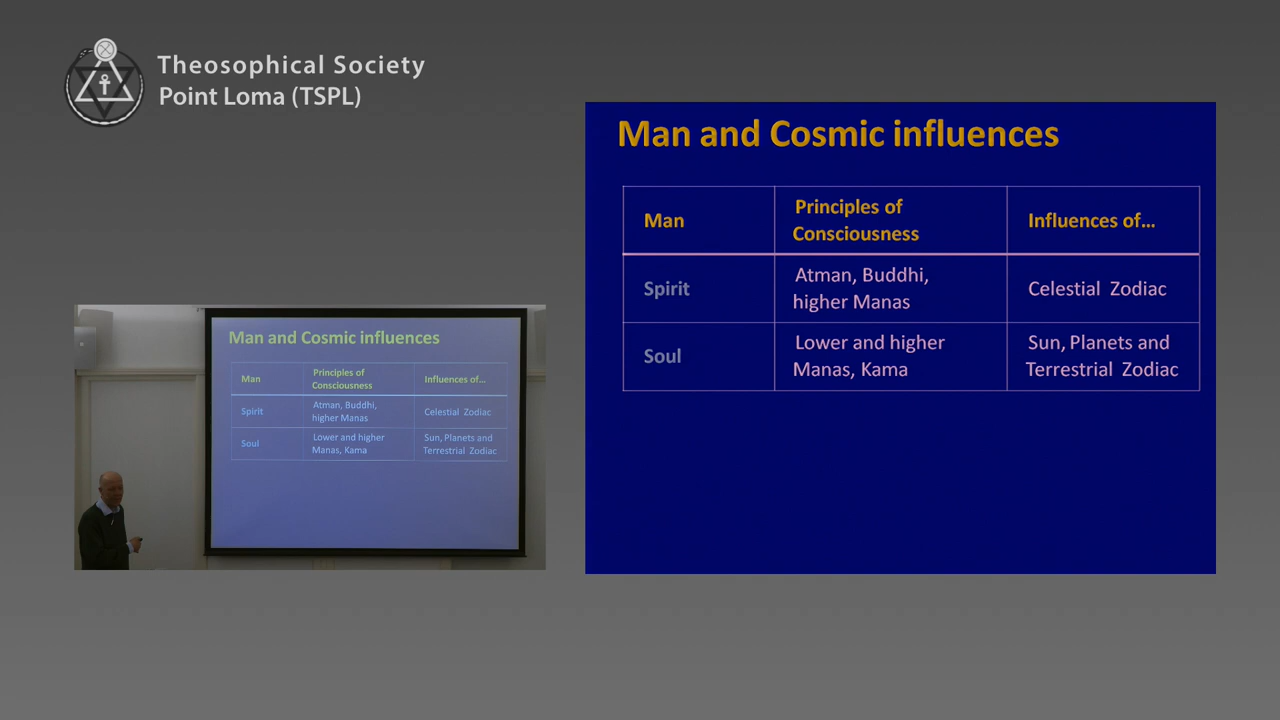 Theosophical Society
Point Loma (TSPL)
Man and Cosmic influences
Man
Principles of
Consciousness
Influences of...
Spirit
Atman, Buddhi,
higher Manas
Celestial Zodiac
Soul
Lower and higher
Manas, Kama
Sun, Planets and
Terrestrial Zodiac
Man and Cosmic influences
Man
Principles of
Consciousness
Influences of...
Spirit
Atman, Buddhi,
higher Manas
Celestial Zodiac
Soul
Lower and higher
Manas, Kama
Sun, Planets and
Terrestrial Zodiac